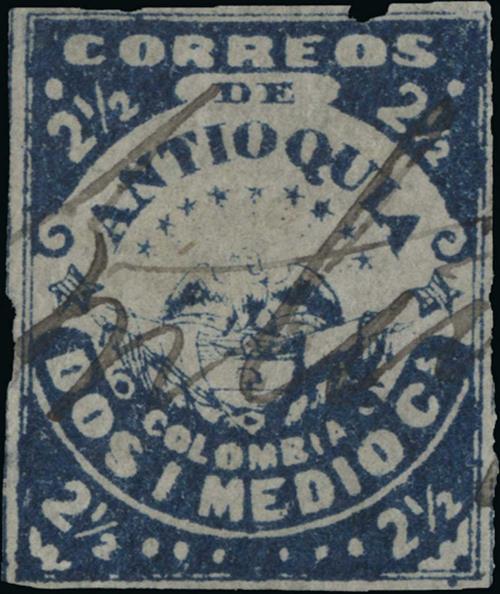 CORREOS
DE
2½ 2½
ANTIOQUIA
COLOMBIA
DOS I MEDIO Cs
2½ 2½